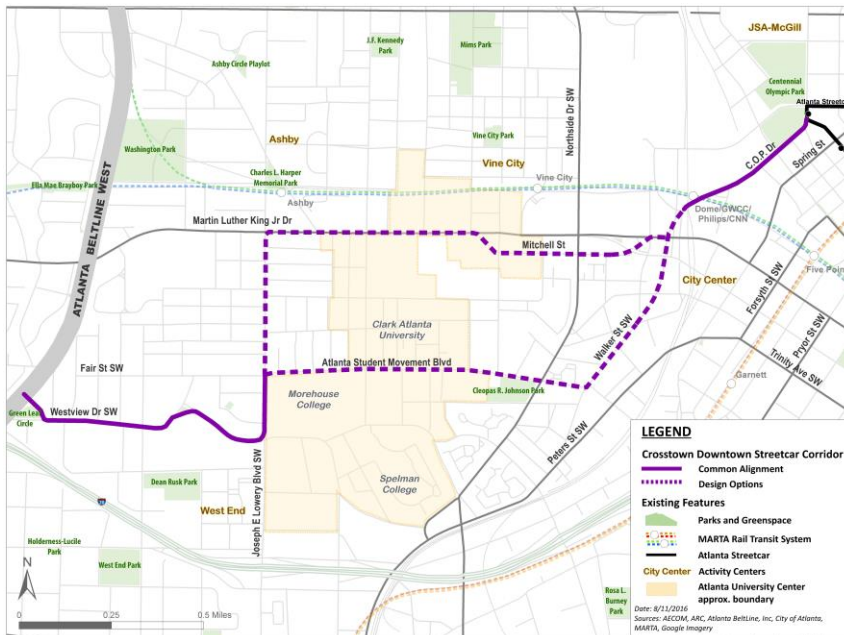 JSA-McGill
J.F. Kennedy
Park
Mims Park
Ashby Circle Playlot
Centennial
Olympic Park
Atlanta Streetcar
Northside Dr SW
Washington Park
Ashby
Vine City Park
Vine City
C.O.P. Dr
Spring St
Ella Mae Brayboy Park
Charles L. Harper
Memorial Park
Ashby
Vine City
Dome/GWCC/
Philips/CNN
ATLANTA BELTLINE WEST
Martin Luther King Jr Dr
Mitchell St
City Center
Five Poin
Forsyth St SW
Pryor St SW
Trinity Ave SW
Walker St SW
Clark Atlanta
University
Fair St SW
Atlanta Student Movement Blvd
Garnett
Cleopas R. Johnson Park
Morehouse
College
Green Lea
Circle
Westview Dr SW
Peters St SW
Spelman
College
Joseph E Lowery Blvd SW
Dean Rusk Park
West End
Holderness-Lucile
Park
West End Park
Rosa L.
Burney
Park
N
0 0.25 0.5 Miles
LEGEND
Crosstown Downtown Streetcar Corridor
Common Alignment
Design Options
Existing Features
Parks and Greenspace
MARTA Rail Transit System
Atlanta Streetcar
City Center Activity Centers
Atlanta University Center
approx. boundary
Date: 8/11/2016
Sources: AECOM, ARC, Atlanta BeltLine, Inc, City of Atlanta,
MARTA, Google Imagery